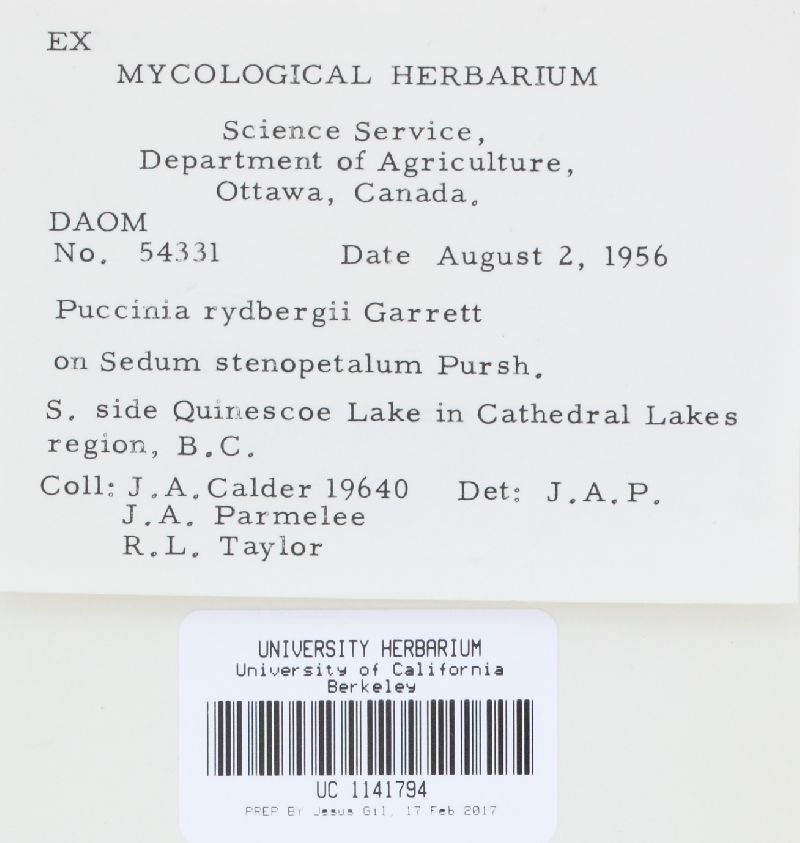 EX
MYCOLOGICAL HERBARIUM
Science Service,
Department of Agriculture,
Ottawa, Canada.
DAOM
No. 54331 Date August 2, 1956
Puccinia rydbergii Garrett
on Sedum stenopetalum Pursh.
S. side Quinescoe Lake in Cathedral Lakes
region, B.C.
Coll: J.A. Calder 19640 Det: J.A.P.
J.A. Parmelee
R.L. Taylor
UNIVERSITY HERBARIUM
University of California
Berkeley
UC 1141794
PREP BY Jesus Gil, 17 Feb 2017